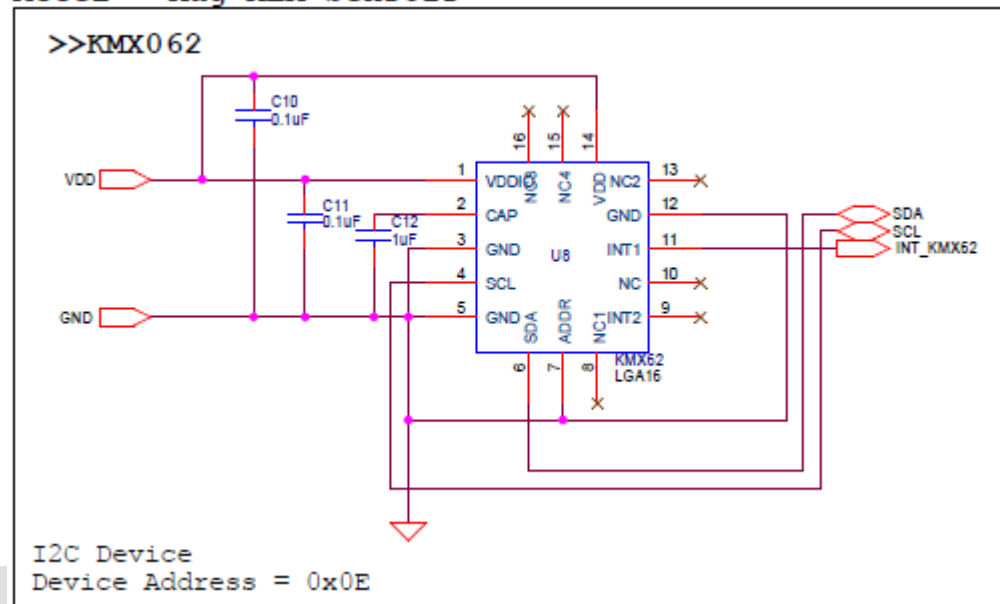 >>KMX062
C10
0.1uF
16
15
14
VDD
1
VDDIO
NC3
NC4
VDD
NC2
13
C11
0.1uF
C12
1uF
2
CAP
GND
12
SDA
SCL
3
GND
U8
INT1
11
INT_KMX62
4
SCL
NC
10
GND
5
GND
SDA
ADDR
NC1
INT2
9
6
7
8
KMX62
LGA16
I2C Device
Device Address = 0x0E